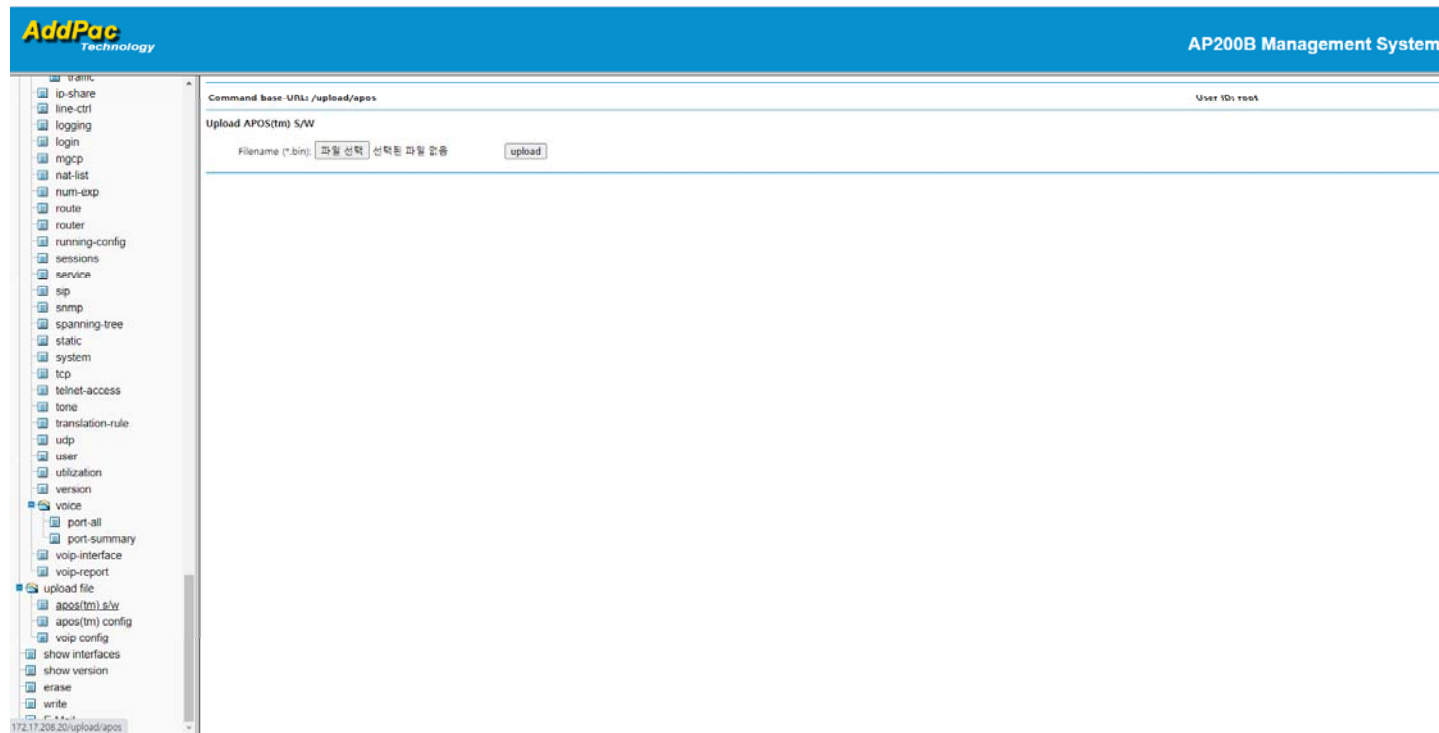 AddPac
Technology
AP200B Management System
traffic
ip-share
line-ctrl
logging
login
mgcp
nat-list
num-exp
route
router
running-config
sessions
service
sip
snmp
spanning-tree
static
system
tcp
telnet-access
tone
translation-rule
udp
user
utilization
version
voice
port-all
port-summary
voip-interface
voip-report
upload file
apos(tm) s/w
apos(tm) config
voip config
show interfaces
show version
erase
write
E-Mail
172.17.208.20/upload/apos
Command base-URL: /upload/apos User ID: root
Upload APOS(tm) S/W
Filename (*.bin): 파일 선택 선택된 파일 없음 upload